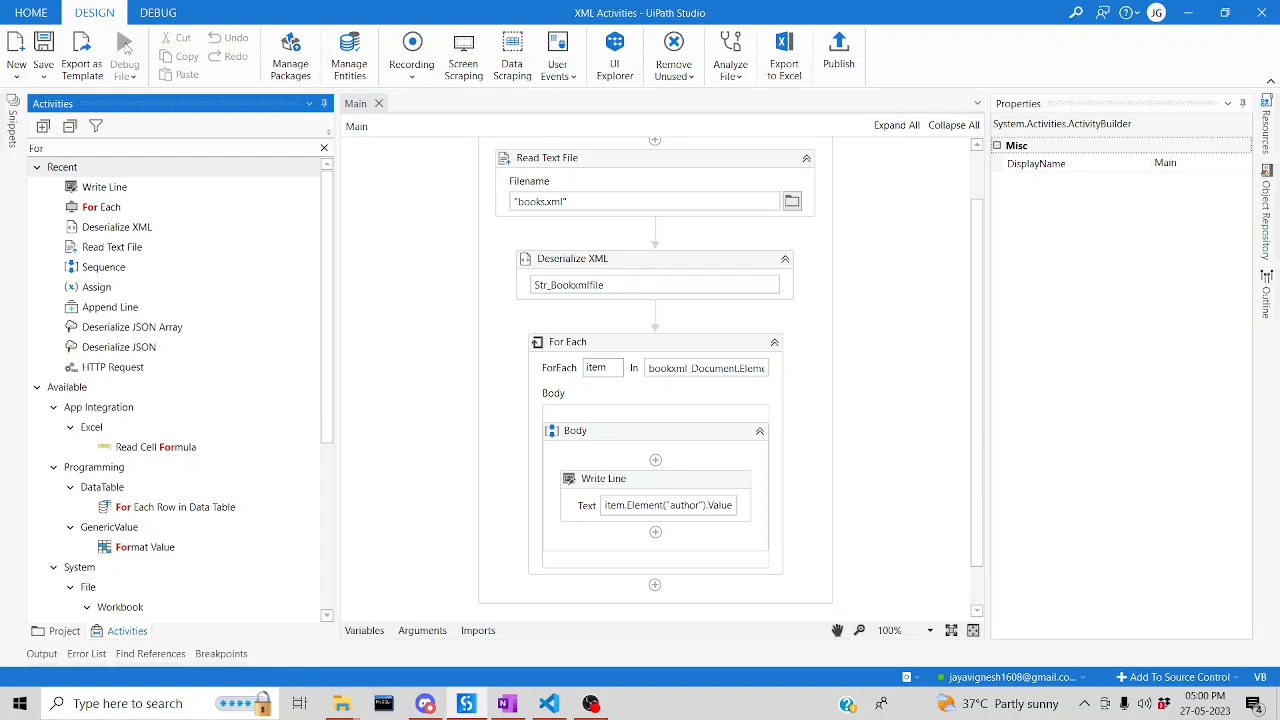 HOME DESIGN DEBUG
XML Activities - UiPath Studio
JG
New
Save
Export as Template
Debug File
Cut
Copy
Paste
Undo
Redo
Manage Packages
Manage Entities
Recording
Screen Scraping
Data Scraping
User Events
UI Explorer
Remove Unused
Analyze File
Export to Excel
Publish
Snippets
Activities
For
Recent
Write Line
For Each
Deserialize XML
Read Text File
Sequence
Assign
Append Line
Deserialize JSON Array
Deserialize JSON
HTTP Request
Available
App Integration
Excel
Read Cell Formula
Programming
DataTable
For Each Row in Data Table
GenericValue
Format Value
System
File
Workbook
Project
Activities
Main
Main
Expand All Collapse All
Read Text File
Filename
"books.xml"
Deserialize XML
Str_Bookxmlfile
For Each
ForEach item In bookxml_Document.Eleme
Body
Body
Write Line
Text item.Element("author").Value
Variables Arguments Imports
100%
Properties
System.Activities.ActivityBuilder
Misc
DisplayName Main
Resources
Object Repository
Outline
Output Error List Find References Breakpoints
jayavignesh1608@gmail.co...
Add To Source Control
VB
Type here to search
37°C Partly sunny
05:00 PM
27-05-2023
4